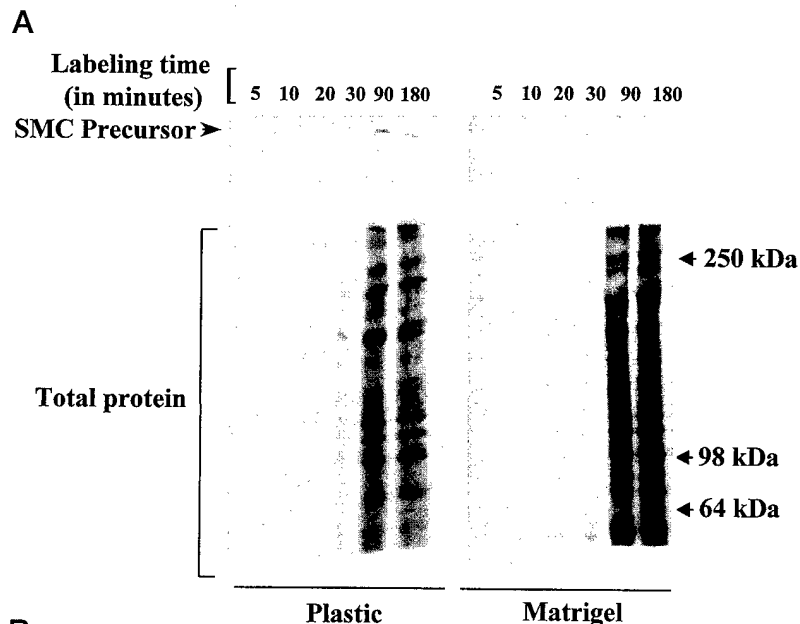 A
Labeling time
(in minutes)
5 10 20 30 90 180 5 10 20 30 90 180
SMC Precursor
250 kDa
Total protein
98 kDa
64 kDa
Plastic Matrigel